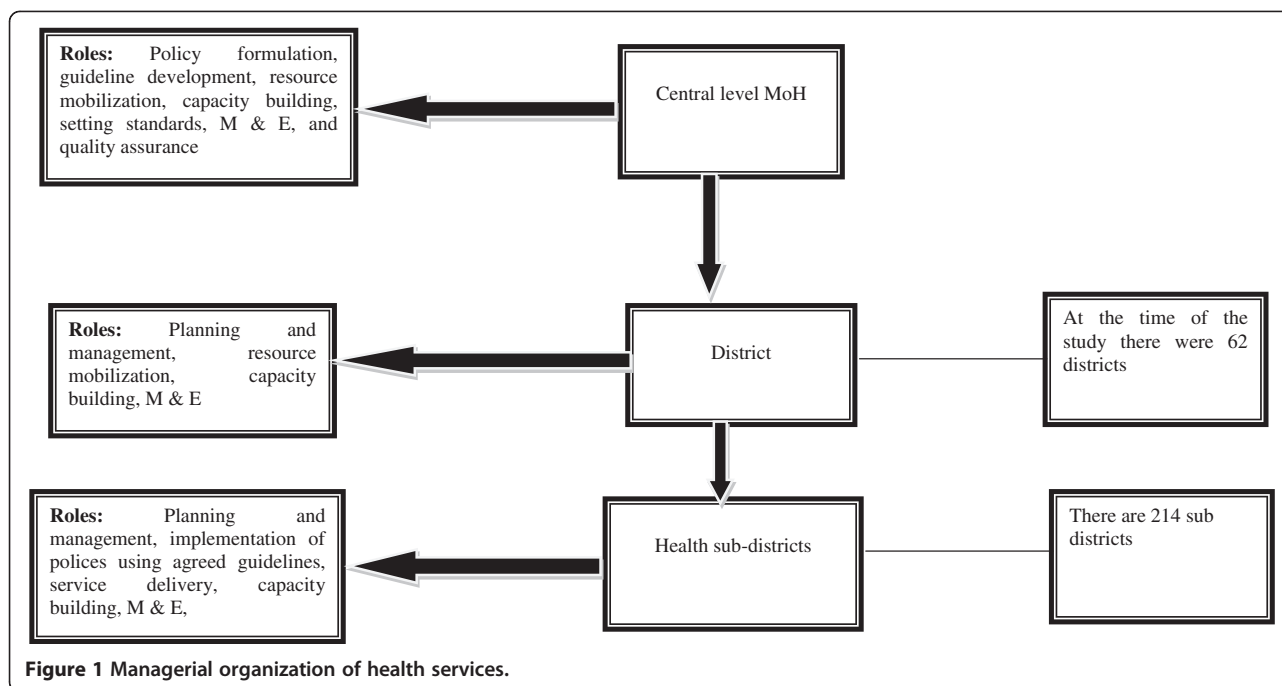 Roles: Policy formulation,
guideline development, resource
mobilization, capacity building,
setting standards, M & E, and
quality assurance
Central level MoH
Roles: Planning and
management, resource
mobilization, capacity
building, M & E
District
At the time of the
study there were 62
districts
Roles: Planning and
management, implementation of
polices using agreed guidelines,
service delivery, capacity
building, M & E,
Health sub-districts
There are 214 sub
districts
Figure 1 Managerial organization of health services.